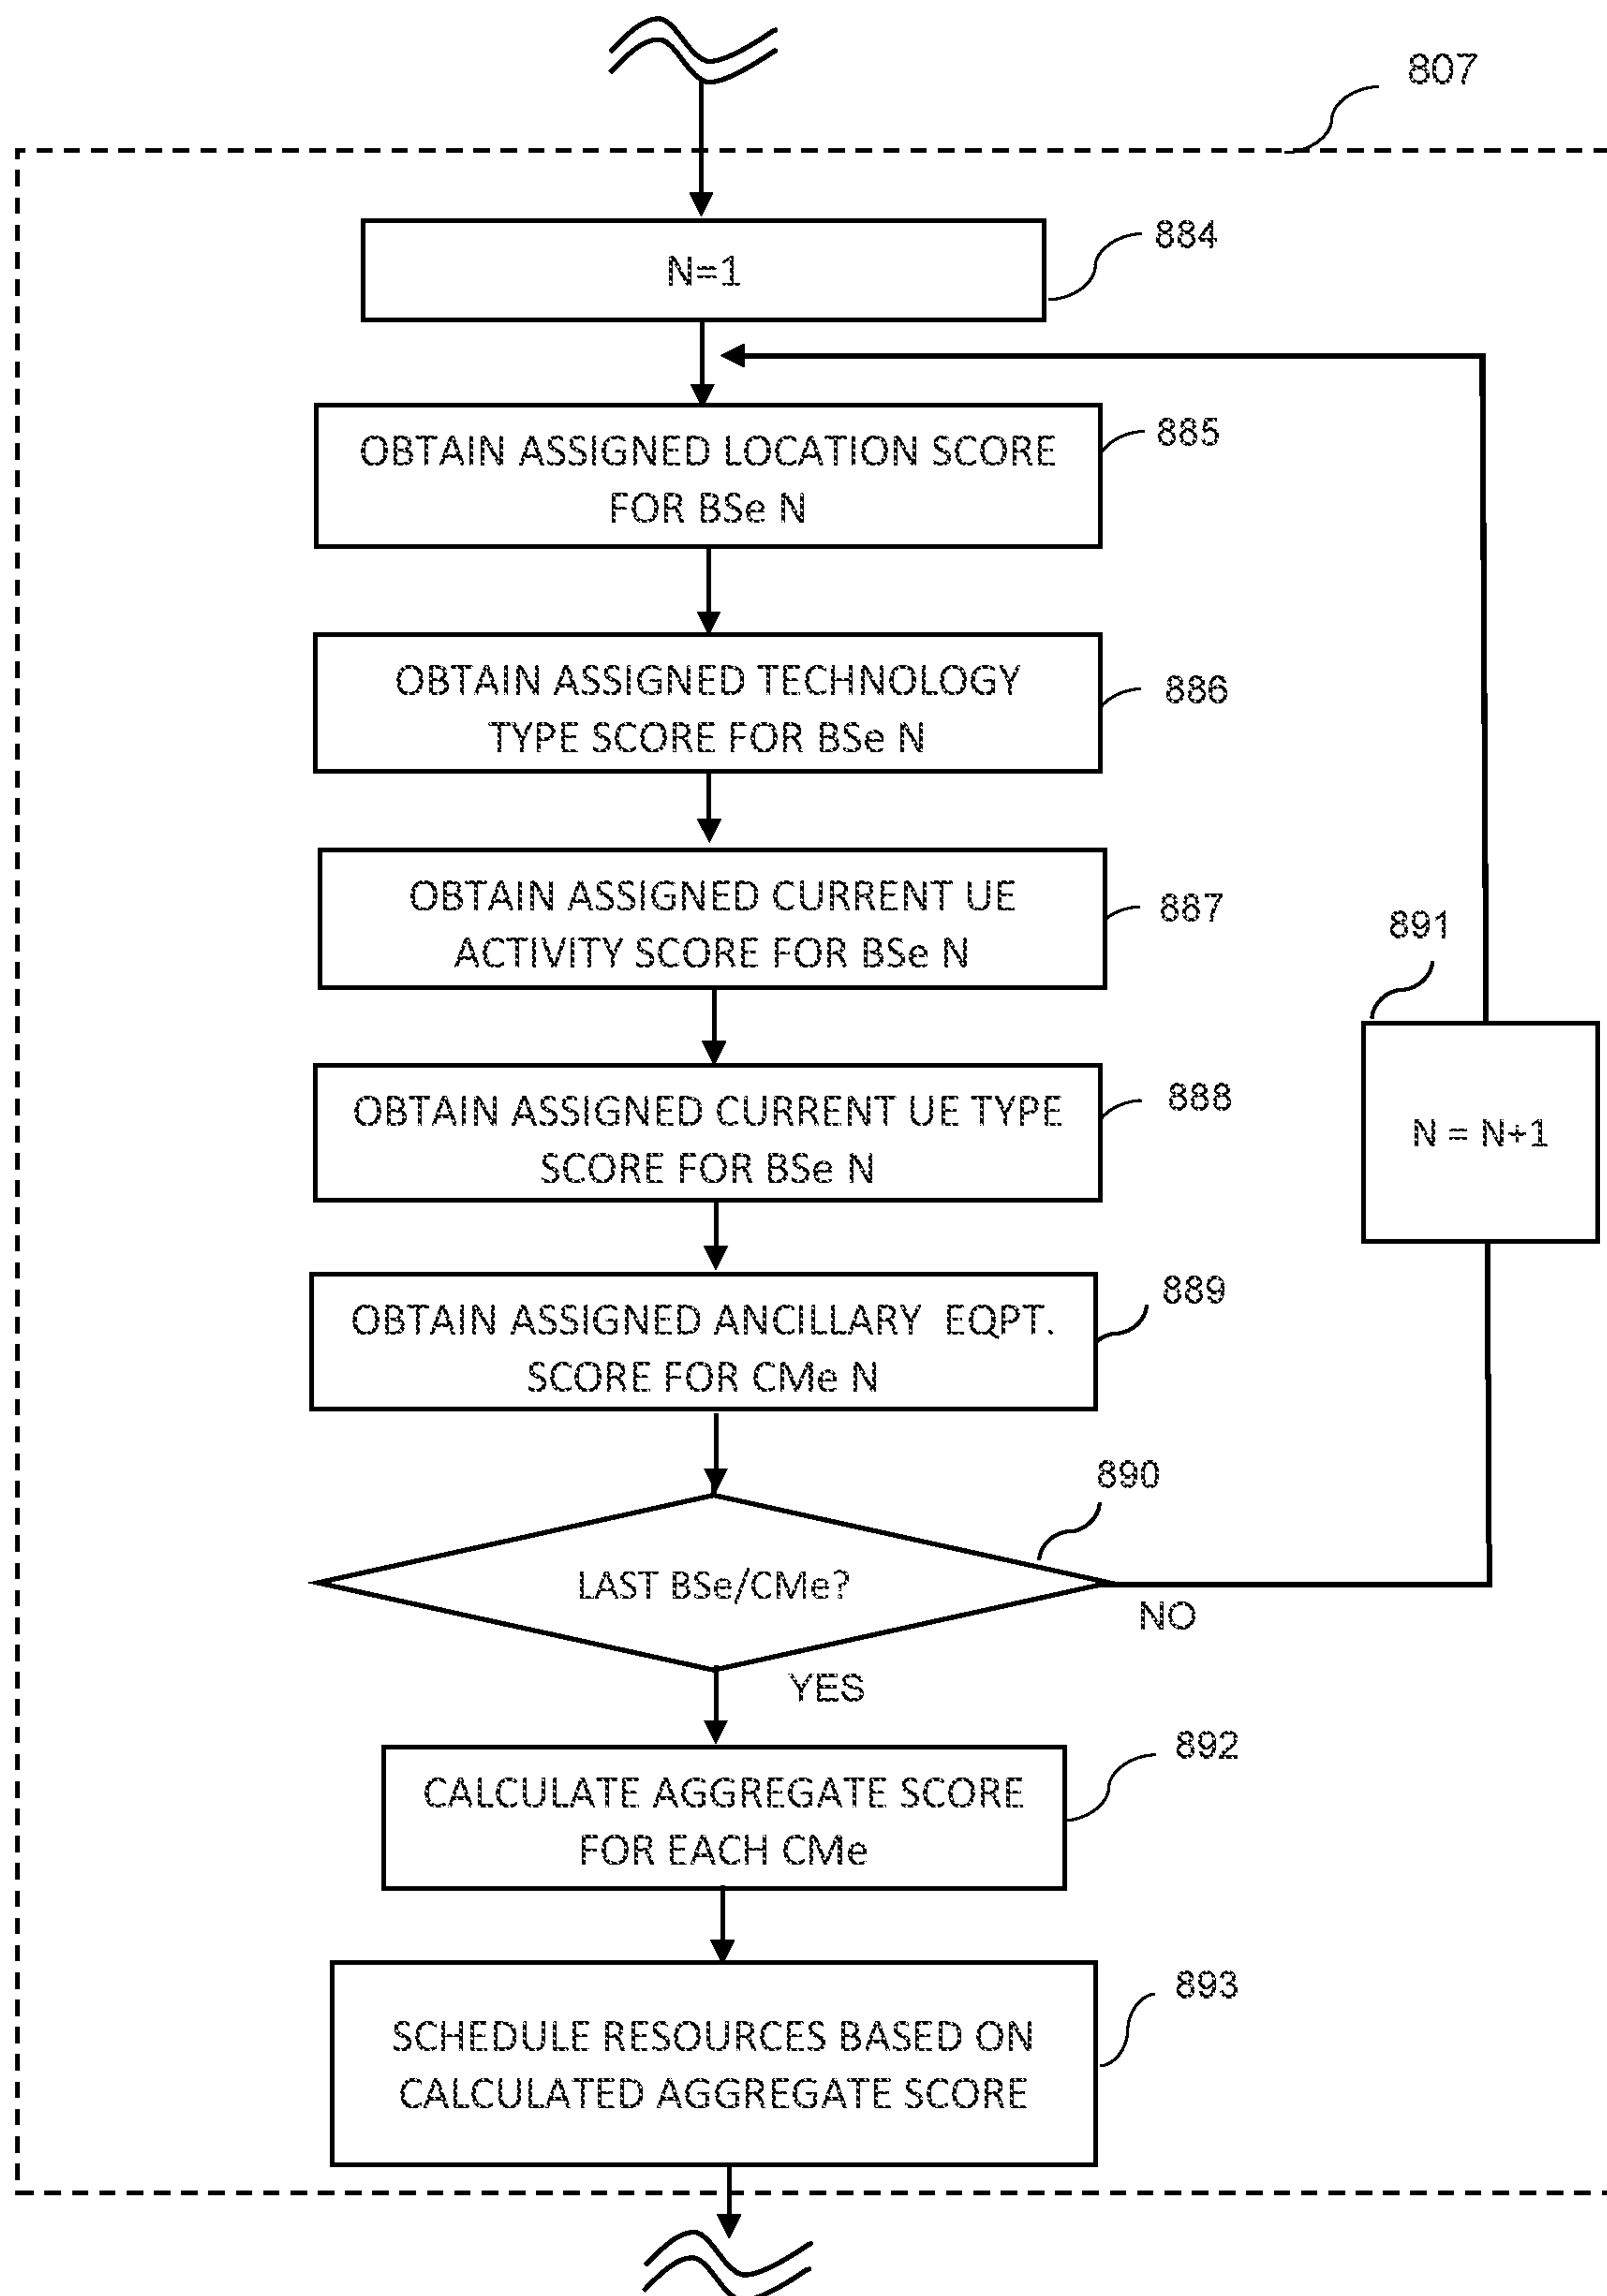 807
884
N=1
OBTAIN ASSIGNED LOCATION SCORE
FOR BSe N
885
OBTAIN ASSIGNED TECHNOLOGY
TYPE SCORE FOR BSe N
886
OBTAIN ASSIGNED CURRENT UE
ACTIVITY SCORE FOR BSe N
887
891
N = N+1
OBTAIN ASSIGNED CURRENT UE TYPE
SCORE FOR BSe N
888
OBTAIN ASSIGNED ANCILLARY EQPT.
SCORE FOR CMe N
889
890
LAST BSe/CMe?
NO
YES
CALCULATE AGGREGATE SCORE
FOR EACH CMe
892
SCHEDULE RESOURCES BASED ON
CALCULATED AGGREGATE SCORE
893